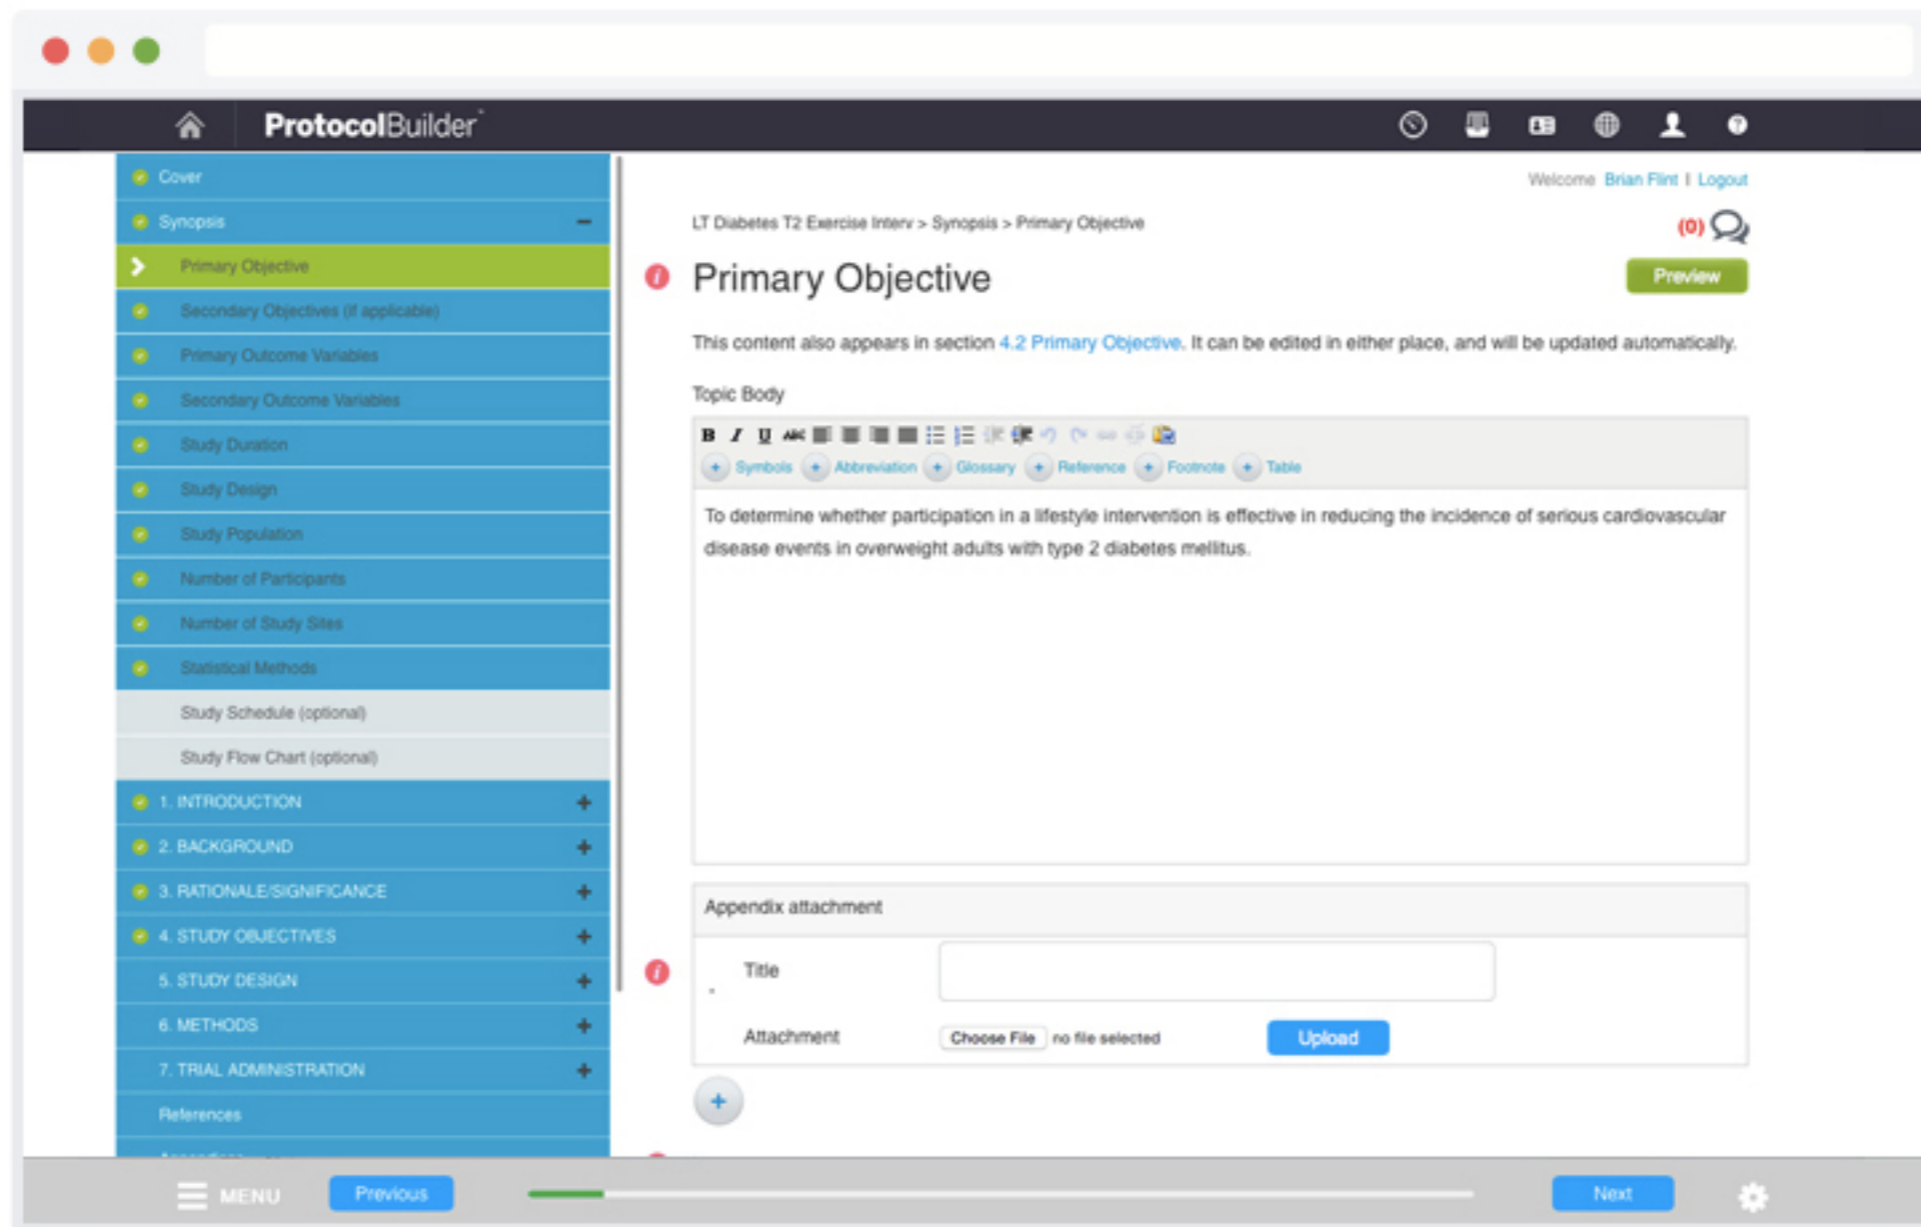 ProtocolBuilder
Cover
Synopsis
Primary Objective
Secondary Objectives (if applicable)
Primary Outcome Variables
Secondary Outcome Variables
Study Duration
Study Design
Study Population
Number of Participants
Number of Study Sites
Statistical Methods
Study Schedule (optional)
Study Flow Chart (optional)
1. INTRODUCTION
2. BACKGROUND
3. RATIONALE/SIGNIFICANCE
4. STUDY OBJECTIVES
5. STUDY DESIGN
6. METHODS
7. TRIAL ADMINISTRATION
References
Welcome Brian Flint | Logout
LT Diabetes T2 Exercise Interv > Synopsis > Primary Objective
(0)
Primary Objective
Preview
This content also appears in section 4.2 Primary Objective. It can be edited in either place, and will be updated automatically.
Topic Body
B I U ABC
Symbols Abbreviation Glossary Reference Footnote Table
To determine whether participation in a lifestyle intervention is effective in reducing the incidence of serious cardiovascular
disease events in overweight adults with type 2 diabetes mellitus.
Appendix attachment
Title
Attachment Choose File no file selected Upload
MENU Previous Next